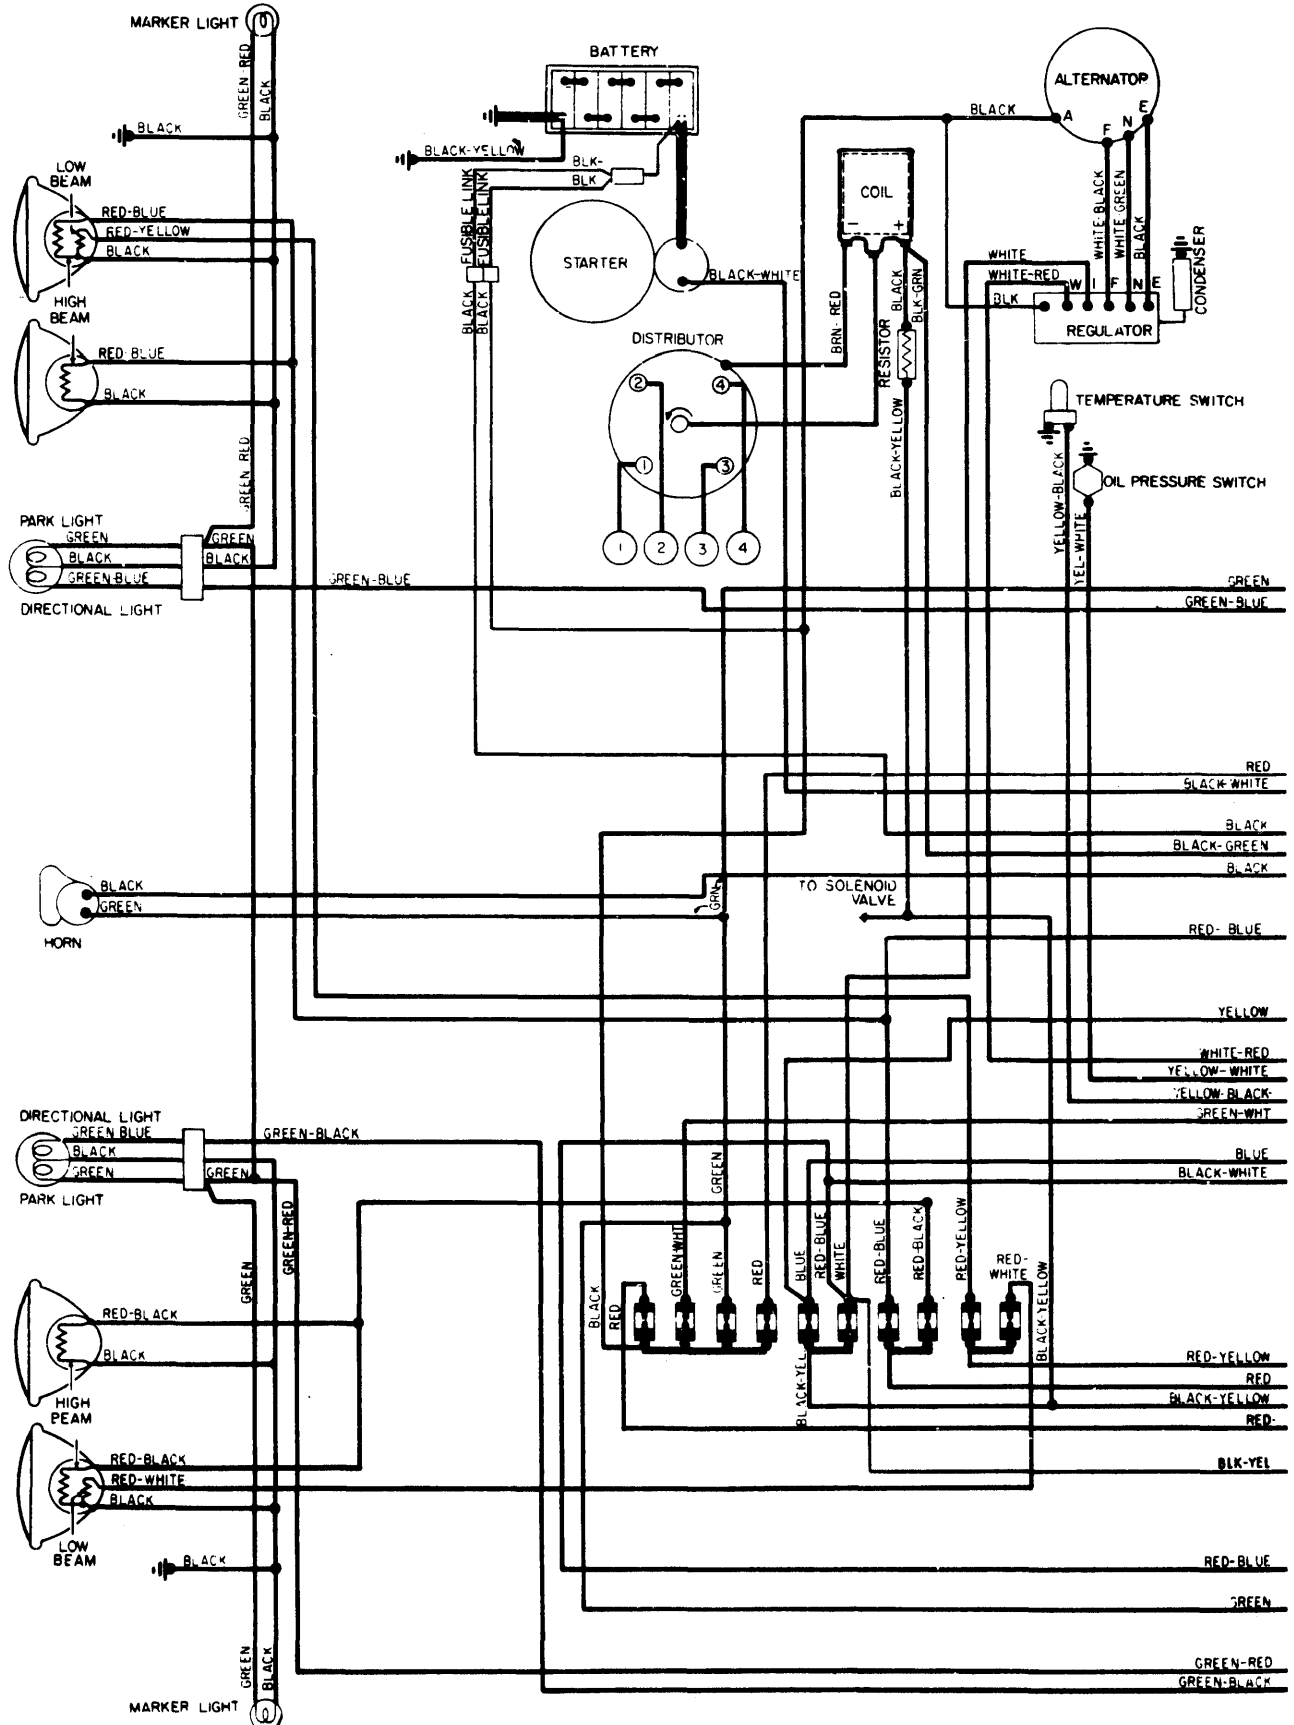 MARKER LIGHT
GREEN-RED
BLACK
BLACK
BATTERY
BLACK-YELLOW
BLK-
BLK
FUSIBLE LINK
FUSIBLE LINK
BLACK
BLACK
STARTER
BLACK-WHITE
COIL
-
+
BRN-RED
BLACK
BLK-GRN
RESISTOR
BLACK-YELLOW
BLACK
ALTERNATOR
A
F
N
E
WHITE-BLACK
WHITE-GREEN
BLACK
CONDENSER
WHITE
WHITE-RED
BLK
W I F N E
REGULATOR
LOW
BEAM
RED-BLUE
RED-YELLOW
BLACK
HIGH
BEAM
RED-BLUE
BLACK
GREEN RED
DISTRIBUTOR
2
4
1
3
1
2
3
4
TEMPERATURE SWITCH
OIL PRESSURE SWITCH
YELLOW-BLACK
YEL-WHITE
PARK LIGHT
GREEN
BLACK
GREEN-BLUE
GREEN
BLACK
GREEN-BLUE
DIRECTIONAL LIGHT
GREEN
GREEN-BLUE
RED
BLACK-WHITE
BLACK
BLACK-GREEN
BLACK
BLACK
GREEN
HORN
GRN
TO SOLENOID
VALVE
RED-BLUE
YELLOW
WHITE-RED
YELLOW-WHITE
YELLOW-BLACK-
GREEN-WHT
BLUE
BLACK-WHITE
DIRECTIONAL LIGHT
GREEN BLUE
BLACK
GREEN
GREEN
GREEN-BLACK
PARK LIGHT
GREEN
GREEN-RED
GREEN
BLACK
RED
GREEN-WHT
GREEN
RED
BLUE
RED-BLUE
WHITE
RED-BLUE
RED-BLACK
RED-YELLOW
RED-
WHITE
BLACK-YELLOW
BLACK-YEL
RED-BLACK
BLACK
HIGH
PEAM
RED-BLACK
RED-WHITE
BLACK
LOW
BEAM
BLACK
RED-YELLOW
RED
BLACK-YELLOW
RED-
BLK-YEL
RED-BLUE
GREEN
GREEN-RED
GREEN-BLACK
GREEN
BLACK
MARKER LIGHT